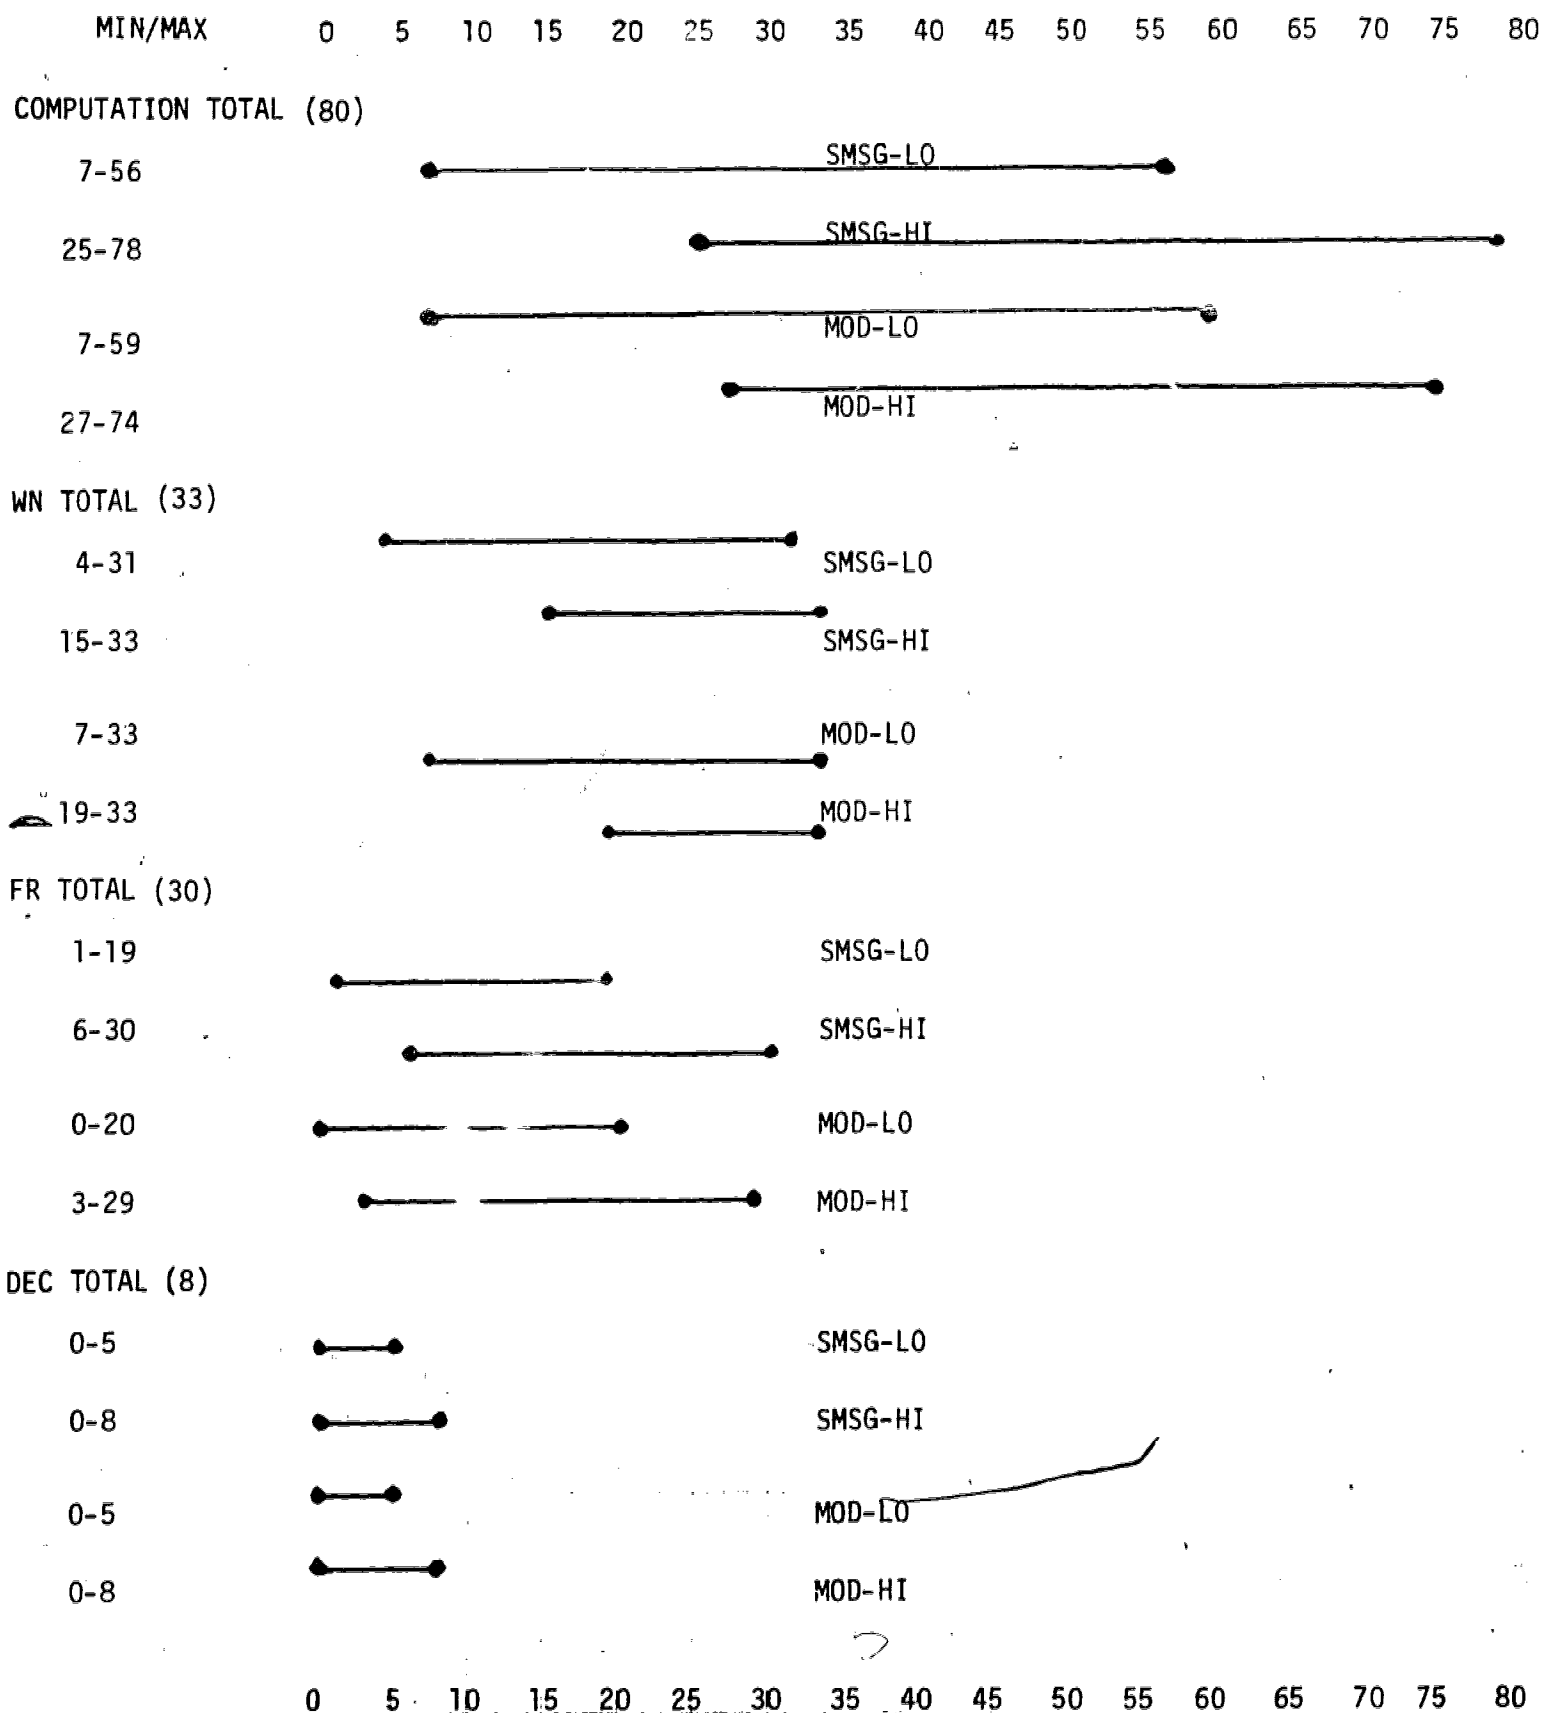 MIN/MAX 0 5 10 15 20 25 30 35 40 45 50 55 60 65 70 75 80
COMPUTATION TOTAL (80)
7-56 SMSG-LO
25-78 SMSG-HI
7-59 MOD-LO
27-74 MOD-HI
WN TOTAL (33)
4-31 SMSG-LO
15-33 SMSG-HI
7-33 MOD-LO
19-33 MOD-HI
FR TOTAL (30)
1-19 SMSG-LO
6-30 SMSG-HI
0-20 MOD-LO
3-29 MOD-HI
DEC TOTAL (8)
0-5 SMSG-LO
0-8 SMSG-HI
0-5 MOD-LO
0-8 MOD-HI
0 5 10 15 20 25 30 35 40 45 50 55 60 65 70 75 80